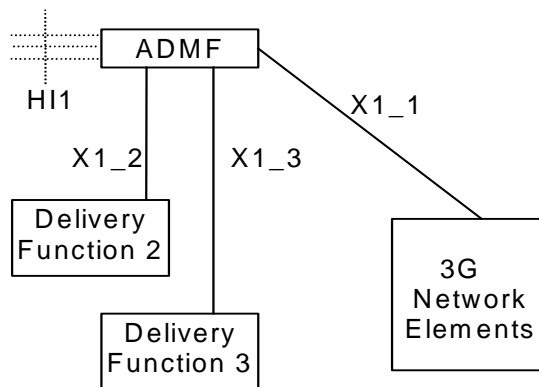 ADMF
HI1
X1_1
X1_2
X1_3
Delivery
Function 2
3G
Network
Elements
Delivery
Function 3